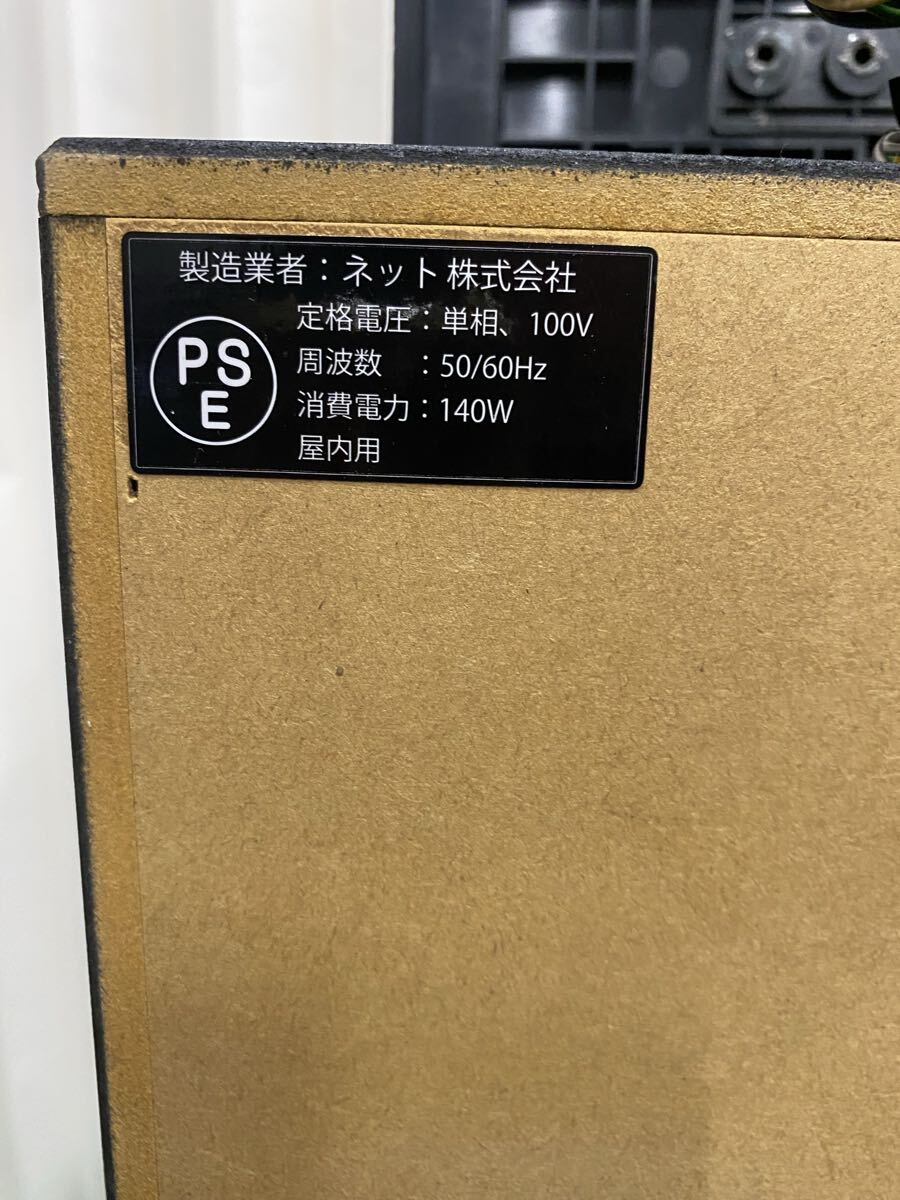 製造業者：ネット 株式会社
PS
E
定格電圧：単相、100V
周波数　：50/60Hz
消費電力：140W
屋内用